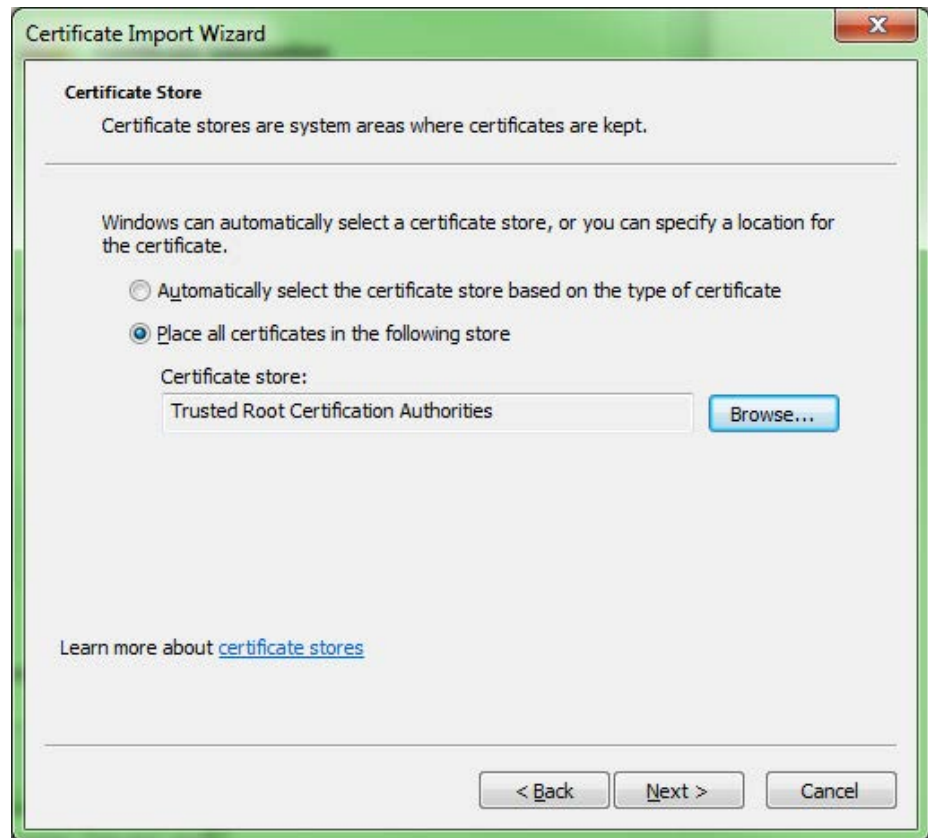 Certificate Import Wizard
X
Certificate Store
Certificate stores are system areas where certificates are kept.
Windows can automatically select a certificate store, or you can specify a location for
the certificate.
Automatically select the certificate store based on the type of certificate
Place all certificates in the following store
Certificate store:
Trusted Root Certification Authorities
Browse...
Learn more about certificate stores
< Back
Next >
Cancel